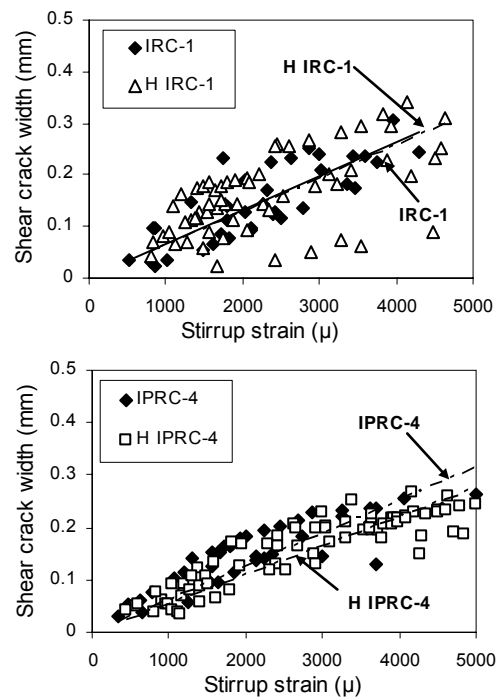 0.5
0.4
0.3
0.2
0.1
0
Shear crack width (mm)
IRC-1
H IRC-1
H IRC-1
IRC-1
0 1000 2000 3000 4000 5000
Stirrup strain (μ)
0.5
0.4
0.3
0.2
0.1
0
Shear crack width (mm)
IPRC-4
H IPRC-4
IPRC-4
H IPRC-4
0 1000 2000 3000 4000 5000
Stirrup strain (μ)